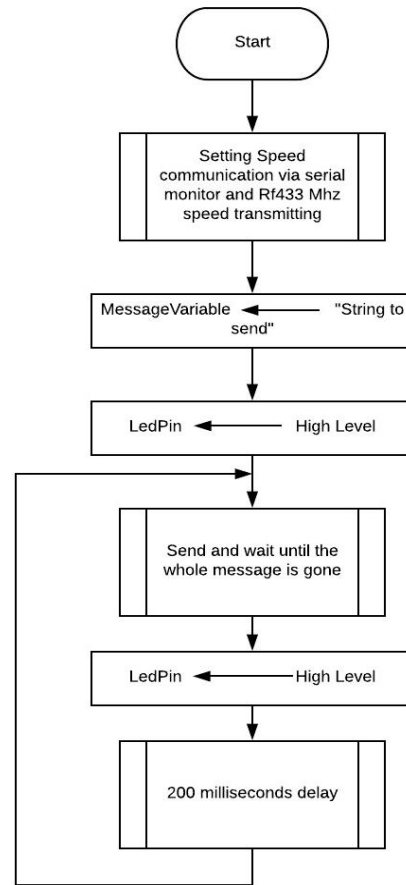 Start
Setting Speed
communication via serial
monitor and Rf433 Mhz
speed transmitting
MessageVariable "String to
send"
LedPin High Level
Send and wait until the
whole message is gone
LedPin High Level
200 milliseconds delay